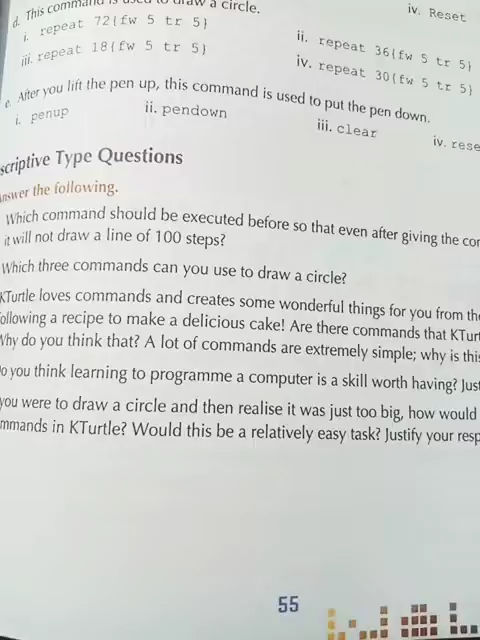 d. This command is used to draw a circle.
iv. Reset
i. repeat 72{fw 5 tr 5}
ii. repeat 36{fw 5 tr 5}
iii. repeat 18{fw 5 tr 5}
iv. repeat 30{fw 5 tr 5}
e. After you lift the pen up, this command is used to put the pen down.
i. penup
ii. pendown
iii. clear
iv. rese
scriptive Type Questions
Answer the following.
Which command should be executed before so that even after giving the co
it will not draw a line of 100 steps?
Which three commands can you use to draw a circle?
KTurtle loves commands and creates some wonderful things for you from the
ollowing a recipe to make a delicious cake! Are there commands that KTurt
Why do you think that? A lot of commands are extremely simple; why is this
o you think learning to programme a computer is a skill worth having? Just
you were to draw a circle and then realise it was just too big, how would
mmands in KTurtle? Would this be a relatively easy task? Justify your resp
55